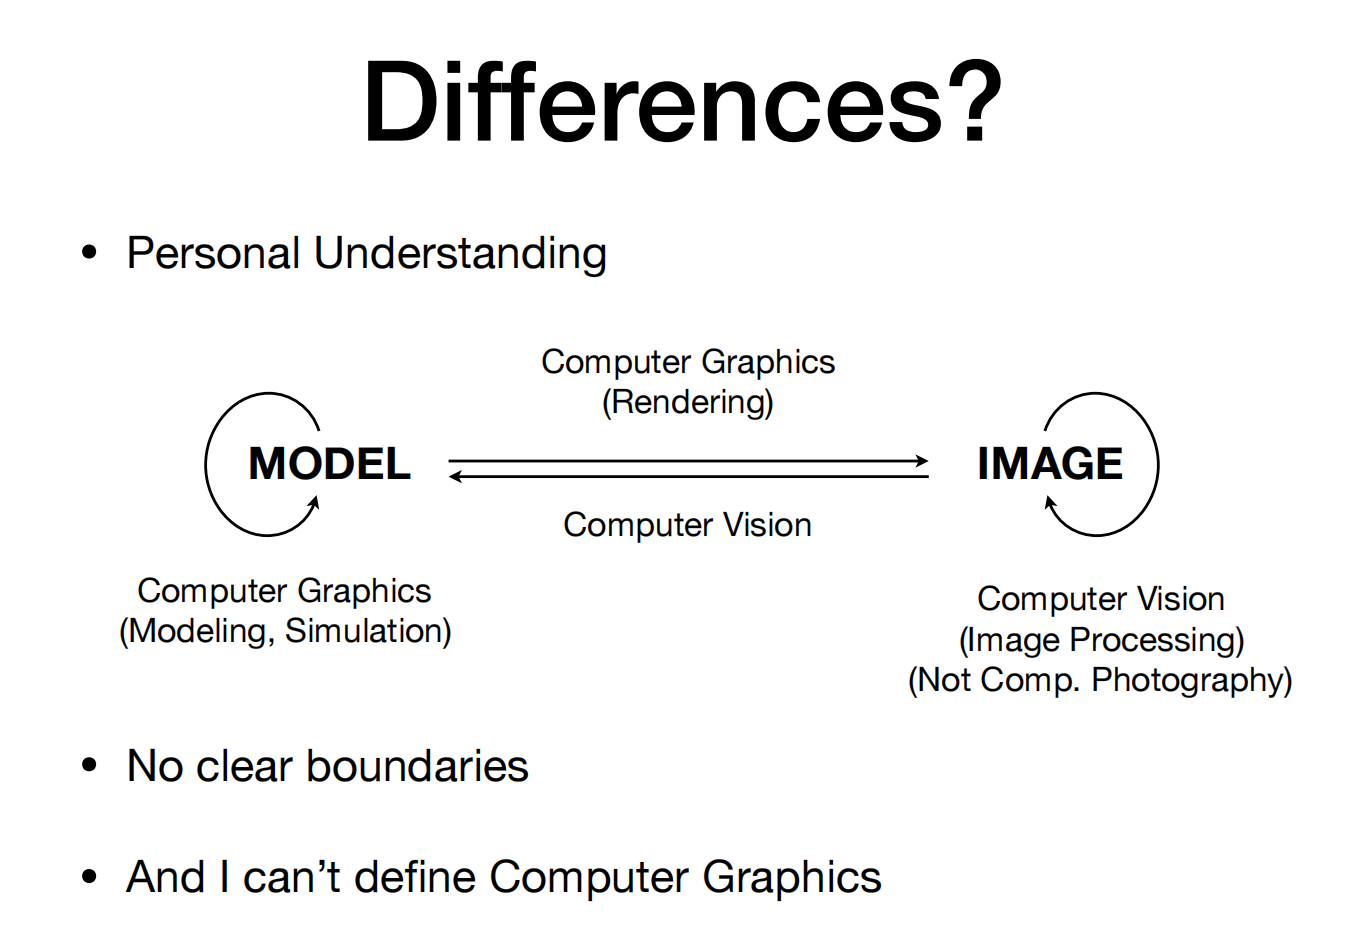 Differences?
• Personal Understanding
Computer Graphics
(Rendering)
MODEL
IMAGE
Computer Vision
Computer Graphics
(Modeling, Simulation)
Computer Vision
(Image Processing)
(Not Comp. Photography)
• No clear boundaries
• And I can’t define Computer Graphics